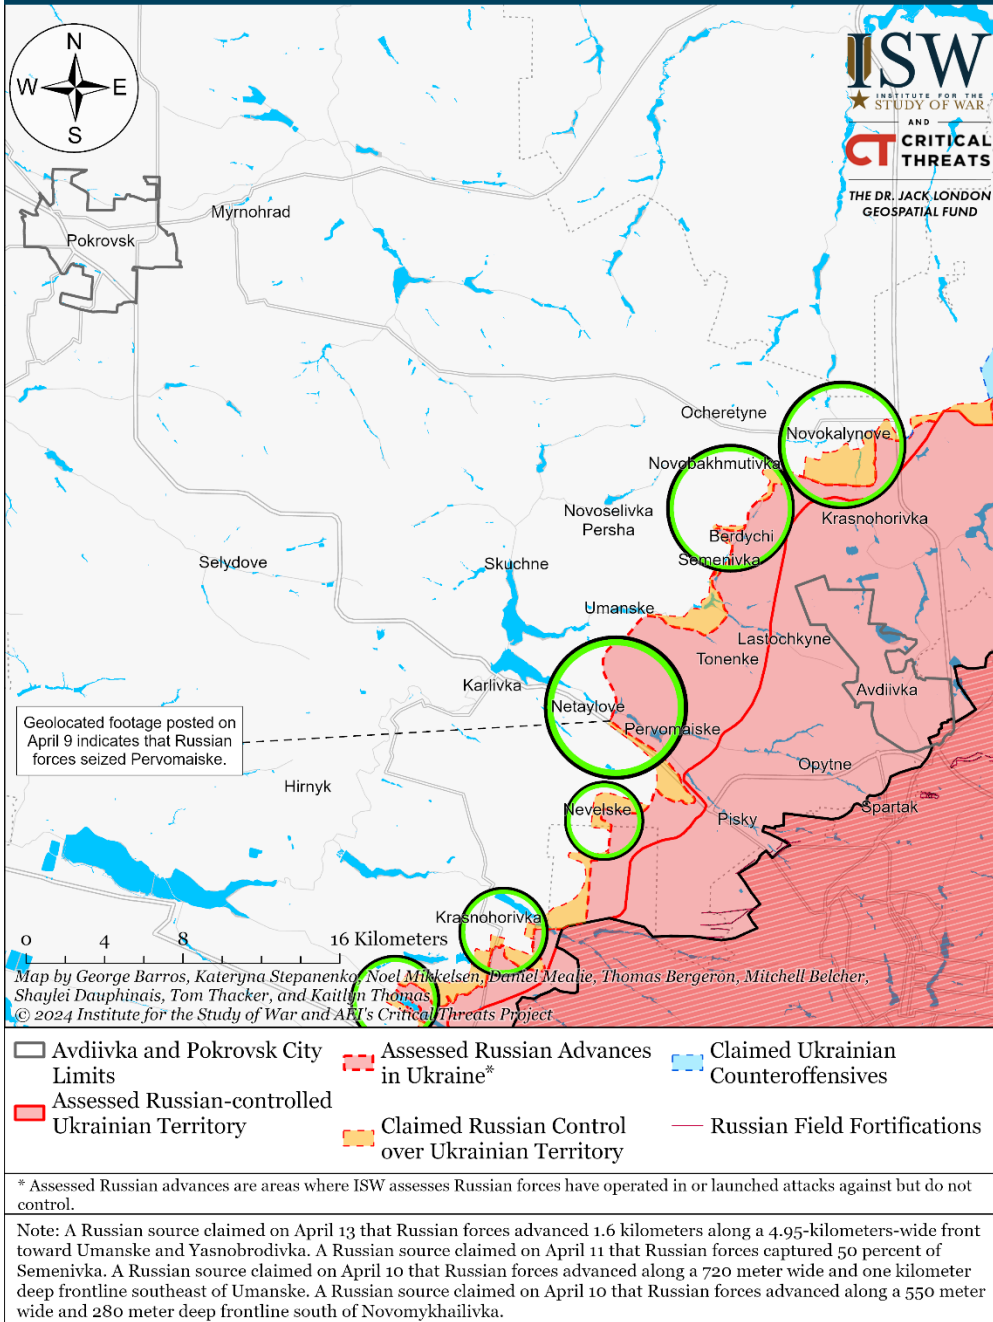 N
W E
S
ISW
INSTITUTE FOR THE
STUDY OF WAR
AND
CT CRITICAL
THREATS
THE DR. JACK LONDON
GEOSPATIAL FUND
Myrnohrad
Pokrovsk
Ocheretyne
Novokalynove
Novobakhmutivka
Novoselivka
Persha
Krasnohorivka
Berdychi
Semenivka
Selydove
Skuchne
Umanske
Lastochkyne
Tonenke
Karlivka
Avdiivka
Netaylove
Geolocated footage posted on
April 9 indicates that Russian
forces seized Pervomaiske.
Pervomaiske
Opytne
Hirnyk
Nevelske
Spartak
Pisky
Krasnohorivka
0 4 8 16 Kilometers
Map by George Barros, Kateryna Stepanenko, Noel Mikkelsen, Daniel Mealie, Thomas Bergeron, Mitchell Belcher,
Shaylei Dauphinais, Tom Thacker, and Kaitlyn Thomas
© 2024 Institute for the Study of War and AEI's Critical Threats Project
Avdiivka and Pokrovsk City
Limits
Assessed Russian-controlled
Ukrainian Territory
Assessed Russian Advances
in Ukraine*
Claimed Russian Control
over Ukrainian Territory
Claimed Ukrainian
Counteroffensives
Russian Field Fortifications
* Assessed Russian advances are areas where ISW assesses Russian forces have operated in or launched attacks against but do not
control.
Note: A Russian source claimed on April 13 that Russian forces advanced 1.6 kilometers along a 4.95-kilometers-wide front
toward Umanske and Yasnobrodivka. A Russian source claimed on April 11 that Russian forces captured 50 percent of
Semenivka. A Russian source claimed on April 10 that Russian forces advanced along a 720 meter wide and one kilometer
deep frontline southeast of Umanske. A Russian source claimed on April 10 that Russian forces advanced along a 550 meter
wide and 280 meter deep frontline south of Novomykhailivka.